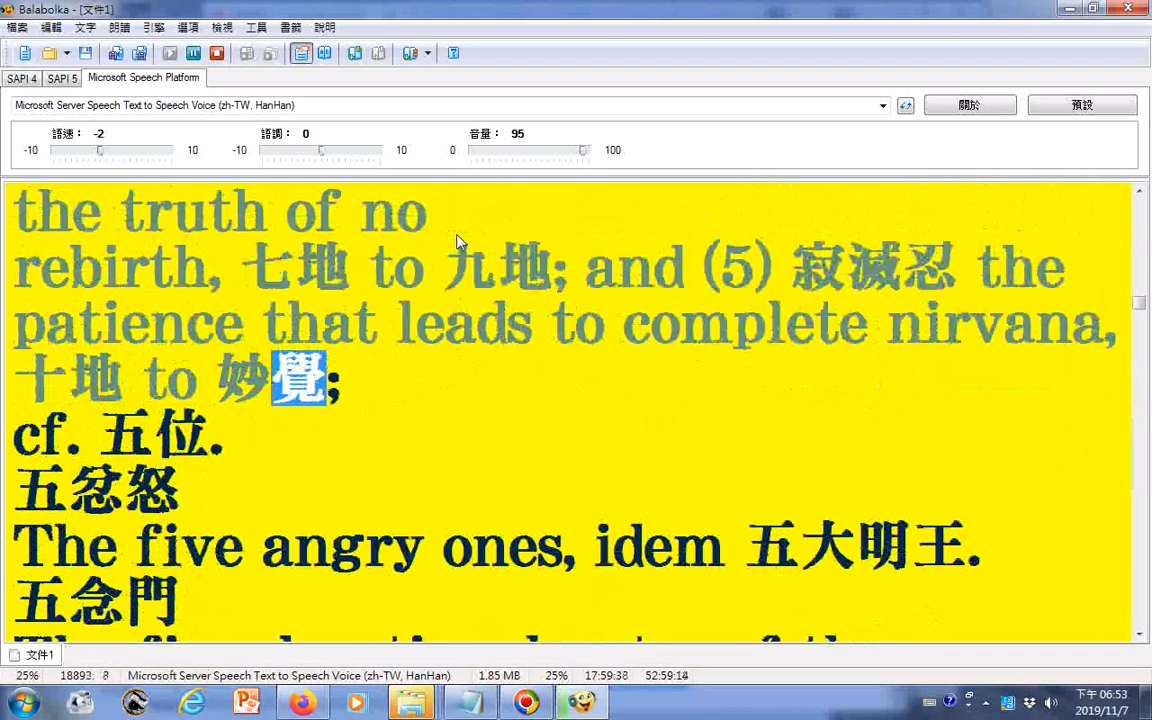 Balabolka - [文件1]
檔案 編輯 文字 朗讀 引擎 選項 檢視 工具 書籤 說明
SAPI 4 SAPI 5 Microsoft Speech Platform
Microsoft Server Speech Text to Speech Voice (zh-TW, HanHan)
關於
預設
語速： -2 語調： 0 音量： 95
-10 10 -10 10 0 100
the truth of no
rebirth, 七地 to 九地; and (5) 寂滅忍 the
patience that leads to complete nirvana,
十地 to 妙覺;
cf. 五位.
五忿怒
The five angry ones, idem 五大明王.
五念門
文件1
25% Microsoft Server Speech Text to Speech Voice (zh-TW, HanHan) 1.85 MB 25% 17:59:38 52:59:14
下午 06:53
2019/11/7